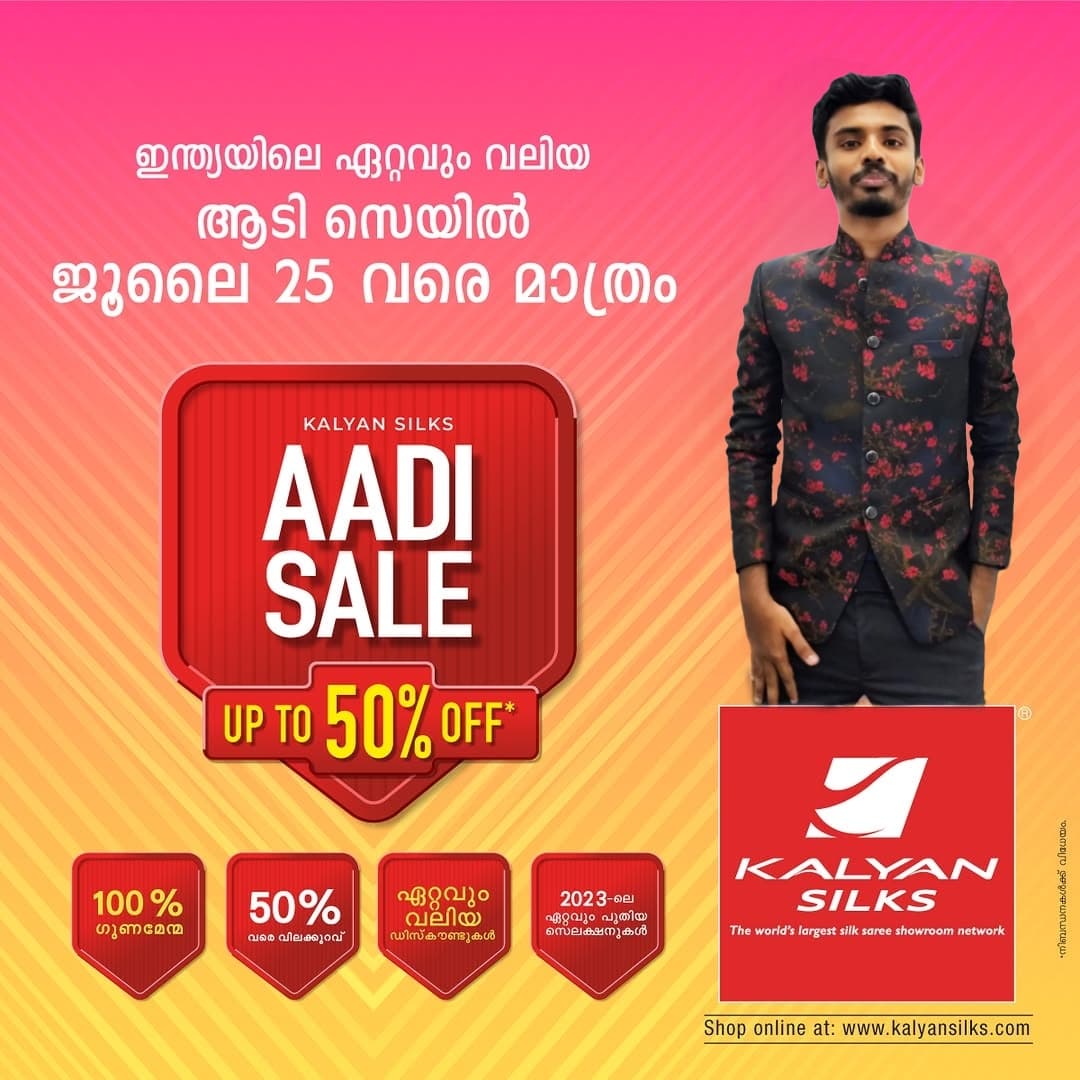 ഇന്ത്യയിലെ ഏറ്റവും വലിയ
ആടി സെയിൽ
ജൂലൈ 25 വരെ മാത്രം
KALYAN SILKS
AADI
SALE
UP TO 50% OFF*
100 %
ഗുണമേന്മ
50%
വരെ വിലക്കുറവ്
ഏറ്റവും
വലിയ
ഡിസ്കൗണ്ടുകൾ
2023-ലെ
ഏറ്റവും പുതിയ
സെലക്ഷനുകൾ
®
KALYAN
SILKS
The world's largest silk saree showroom network
Shop online at: www.kalyansilks.com
*നിബന്ധനകൾക്ക് വിധേയം.